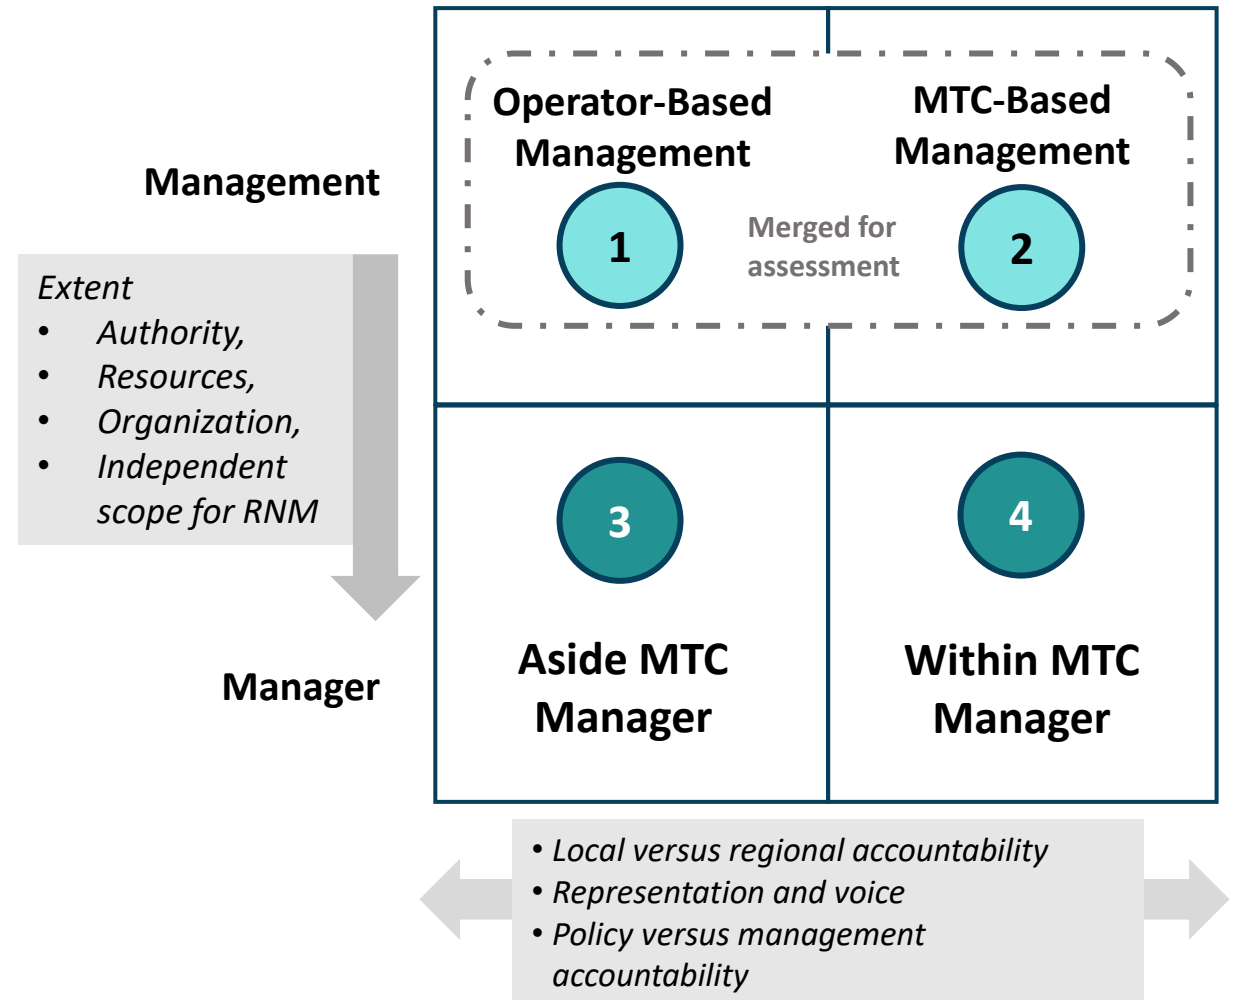 Operator-Based
Management
MTC-Based
Management
Management
1
Merged for
assessment
2
Extent
• Authority,
• Resources,
• Organization,
• Independent
scope for RNM
3
4
Aside MTC
Manager
Within MTC
Manager
Manager
• Local versus regional accountability
• Representation and voice
• Policy versus management
accountability